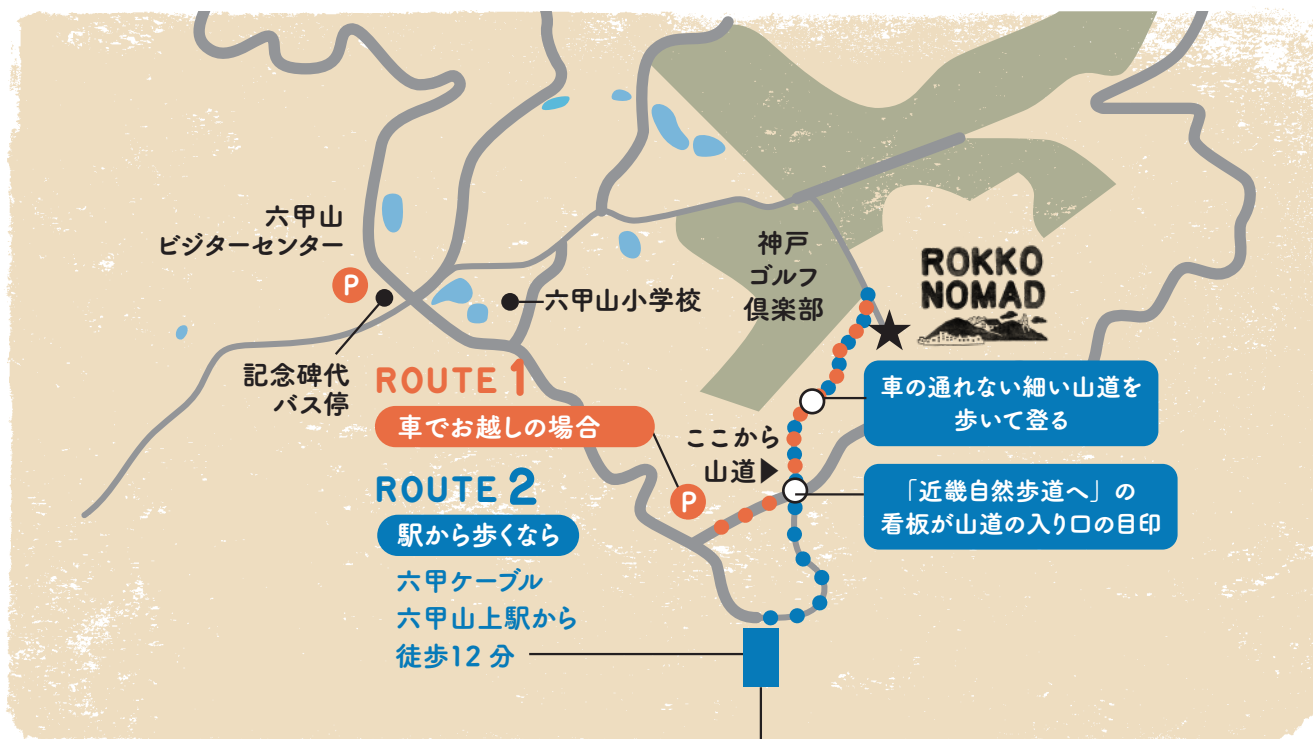 六甲山
ビジターセンター
P
記念碑代
バス停
六甲山小学校
神戸
ゴルフ
倶楽部
ROKKO
NOMAD
ROUTE 1
車でお越しの場合
P
ここから
山道▶
車の通れない細い山道を
歩いて登る
「近畿自然歩道へ」の
看板が山道の入り口の目印
ROUTE 2
駅から歩くなら
六甲ケーブル
六甲山上駅から
徒歩12 分